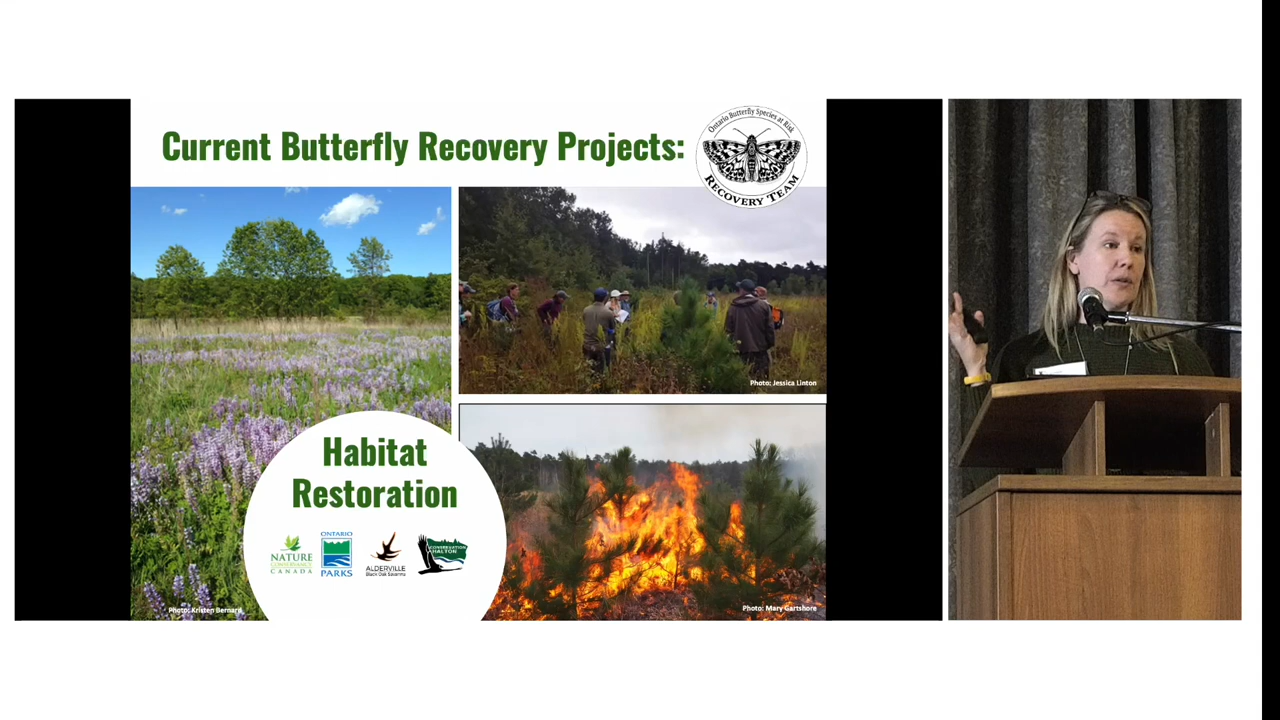 Current Butterfly Recovery Projects:
Ontario Butterfly Species at Risk
RECOVERY TEAM
Photo: Jessica Linton
Habitat
Restoration
NATURE
CONSERVANCY
CANADA
ONTARIO
PARKS
ALDERVILLE
Black Oak Savanna
CONSERVATION
HALTON
Photo: Kristen Bernard
Photo: Mary Gartshore